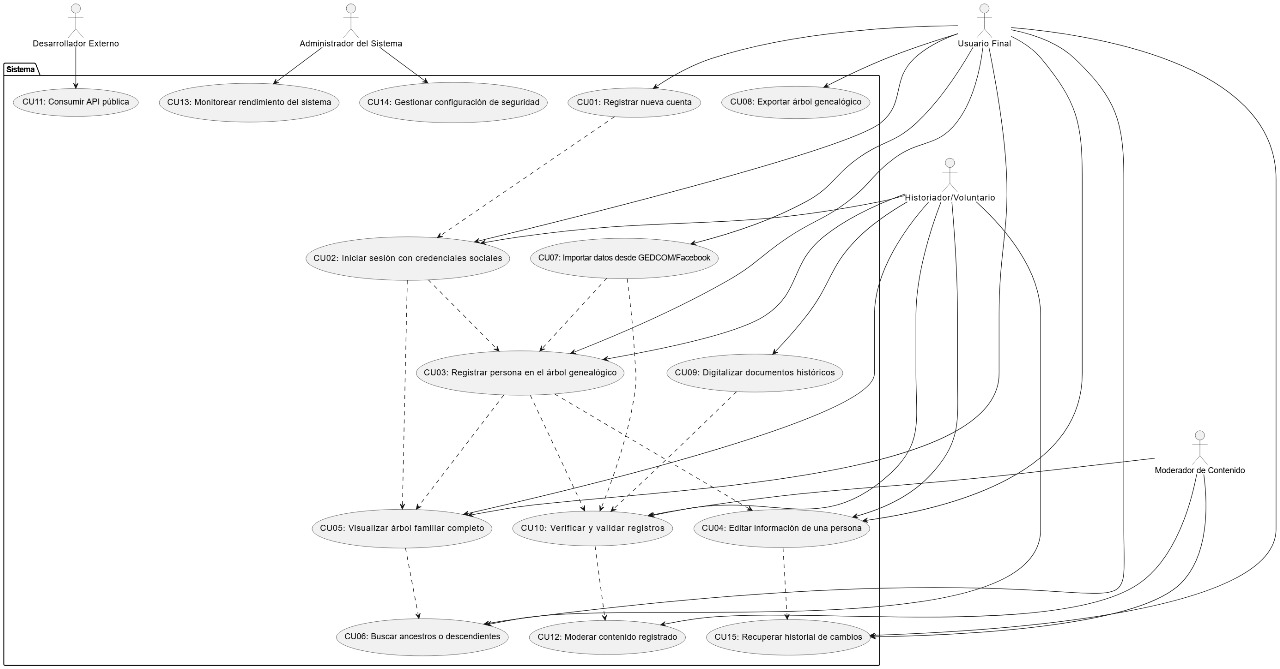 Desarrollador Externo
Administrador del Sistema
Usuario Final
Sistema
CU11: Consumir API pública
CU13: Monitorear rendimiento del sistema
CU14: Gestionar configuración de seguridad
CU01: Registrar nueva cuenta
CU08: Exportar árbol genealógico
Historiador/Voluntario
CU02: Iniciar sesión con credenciales sociales
CU07: Importar datos desde GEDCOM/Facebook
CU03: Registrar persona en el árbol genealógico
CU09: Digitalizar documentos históricos
Moderador de Contenido
CU05: Visualizar árbol familiar completo
CU10: Verificar y validar registros
CU04: Editar información de una persona
CU06: Buscar ancestros o descendientes
CU12: Moderar contenido registrado
CU15: Recuperar historial de cambios